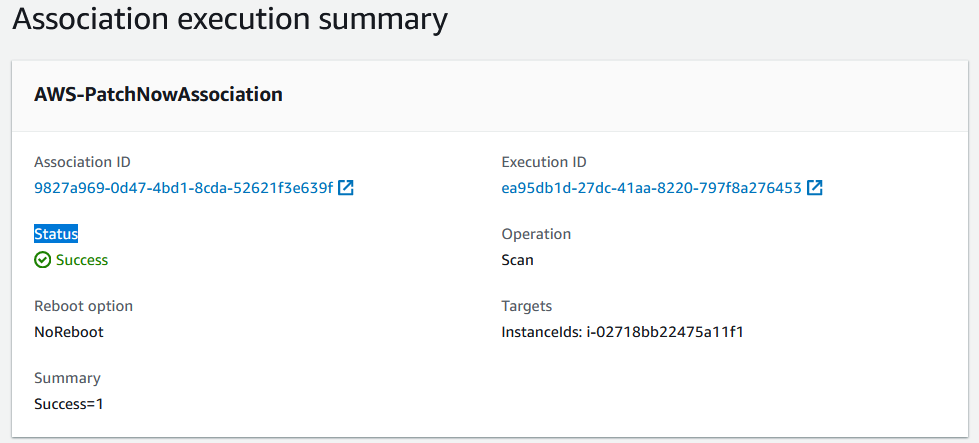 Association execution summary
AWS-PatchNowAssociation
Association ID
9827a969-0d47-4bd1-8cda-52621f3e639f
Execution ID
ea95db1d-27dc-41aa-8220-797f8a276453
Status
Success
Operation
Scan
Reboot option
NoReboot
Targets
InstanceIds: i-02718bb22475a11f1
Summary
Success=1